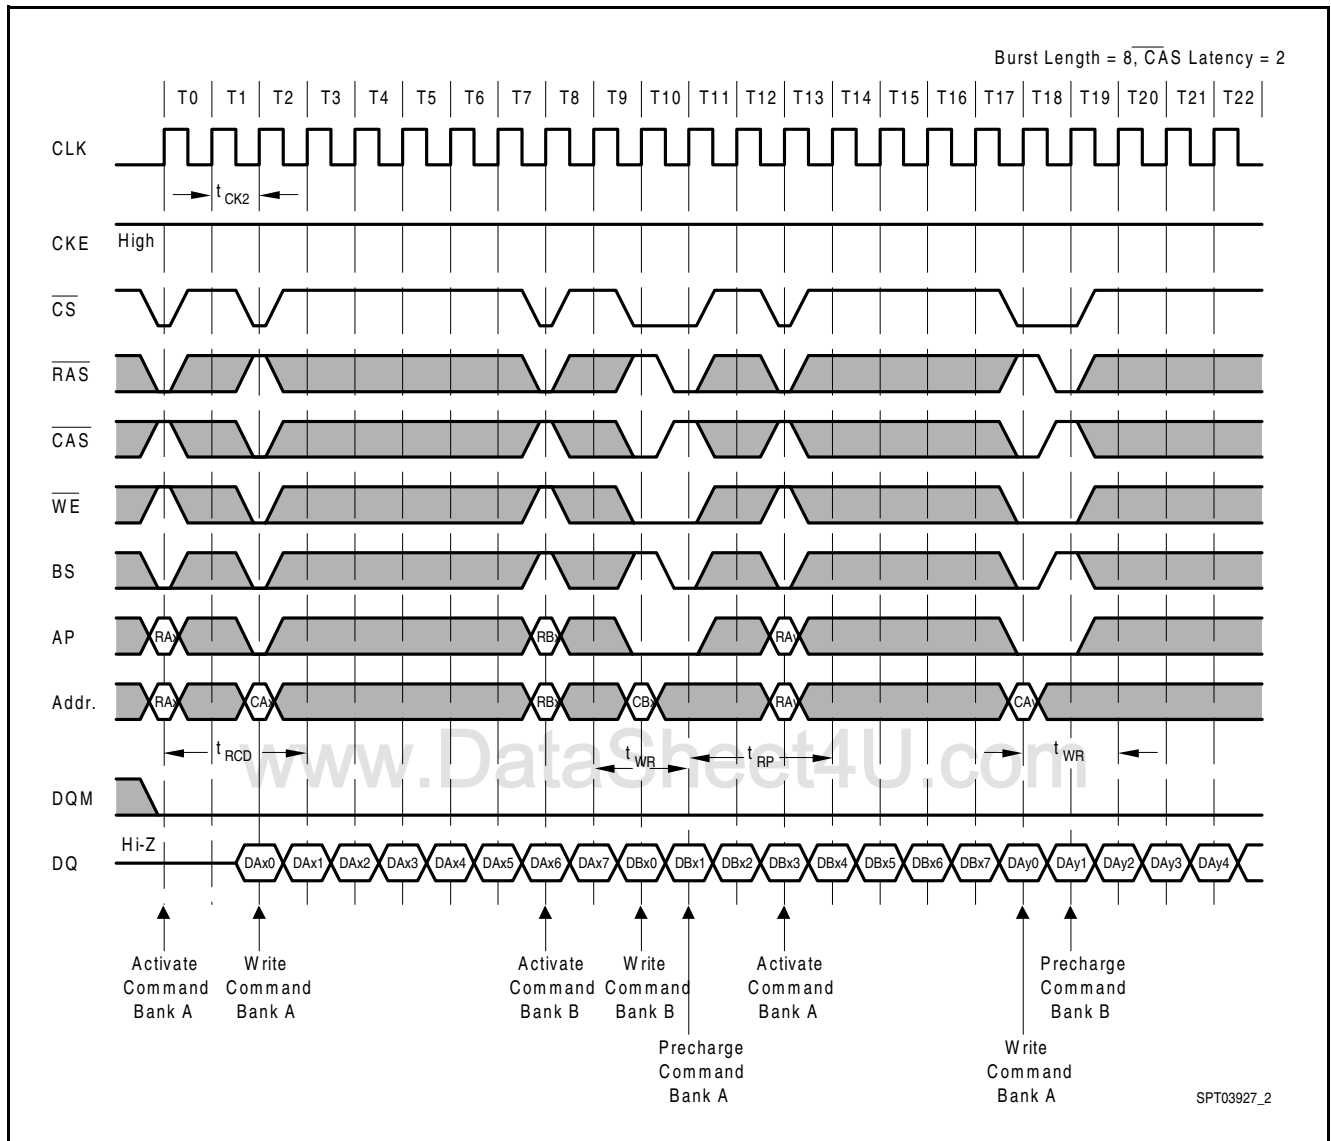 Burst Length = 8, CAS Latency = 2
T0 T1 T2 T3 T4 T5 T6 T7 T8 T9 T10 T11 T12 T13 T14 T15 T16 T17 T18 T19 T20 T21 T22
CLK
t CK2
CKE High
CS
RAS
CAS
WE
BS
AP RAx RBx RAy
Addr. RAx CAx RBx CBx RAy CAy
t RCD t WR t RP t WR
www.DataSheet4U.com
DQM
Hi-Z
DQ DAx0 DAx1 DAx2 DAx3 DAx4 DAx5 DAx6 DAx7 DBx0 DBx1 DBx2 DBx3 DBx4 DBx5 DBx6 DBx7 DAy0 DAy1 DAy2 DAy3 DAy4
Activate Command Bank A
Write Command Bank A
Activate Command Bank B
Write Command Bank B
Precharge Command Bank A
Activate Command Bank A
Write Command Bank A
Precharge Command Bank B
SPT03927_2